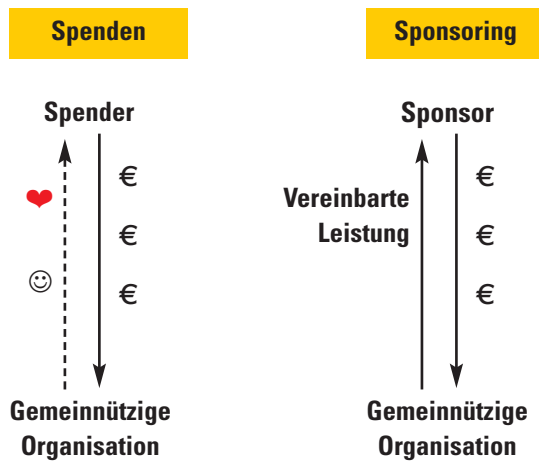 Spenden
Spender
€
€
€
Gemeinnützige
Organisation
Sponsoring
Sponsor
Vereinbarte
Leistung
€
€
€
Gemeinnützige
Organisation